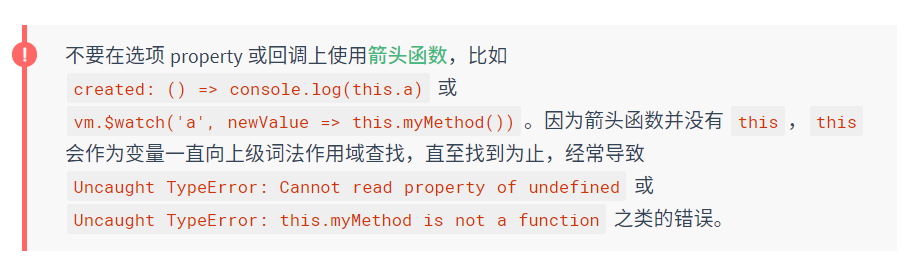 不要在选项 property 或回调上使用箭头函数，比如
created: () => console.log(this.a) 或
vm.$watch('a', newValue => this.myMethod()) 。因为箭头函数并没有 this ，this
会作为变量一直向上级词法作用域查找，直至找到为止，经常导致
Uncaught TypeError: Cannot read property of undefined 或
Uncaught TypeError: this.myMethod is not a function 之类的错误。